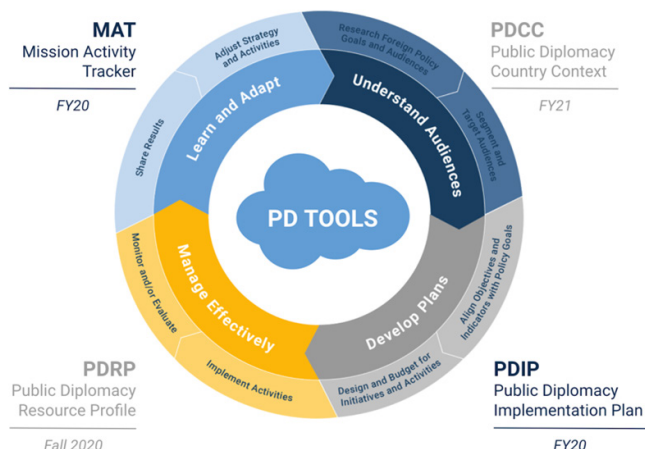 MAT
Mission Activity
Tracker
FY20
PDCC
Public Diplomacy
Country Context
FY21
Adjust Strategy
and Activities
Research Foreign Policy
Goals and Audiences
Learn and Adapt
Understand Audiences
Share Results
Segment and
Target Audiences
PD TOOLS
Monitor and/or Evaluate
Manage Effectively
Develop Plans
Align Objectives and
Indicators with Policy Goals
Implement Activities
Design and Budget for
Initiatives and Activities
PDRP
Public Diplomacy
Resource Profile
Fall 2020
PDIP
Public Diplomacy
Implementation Plan
FY20